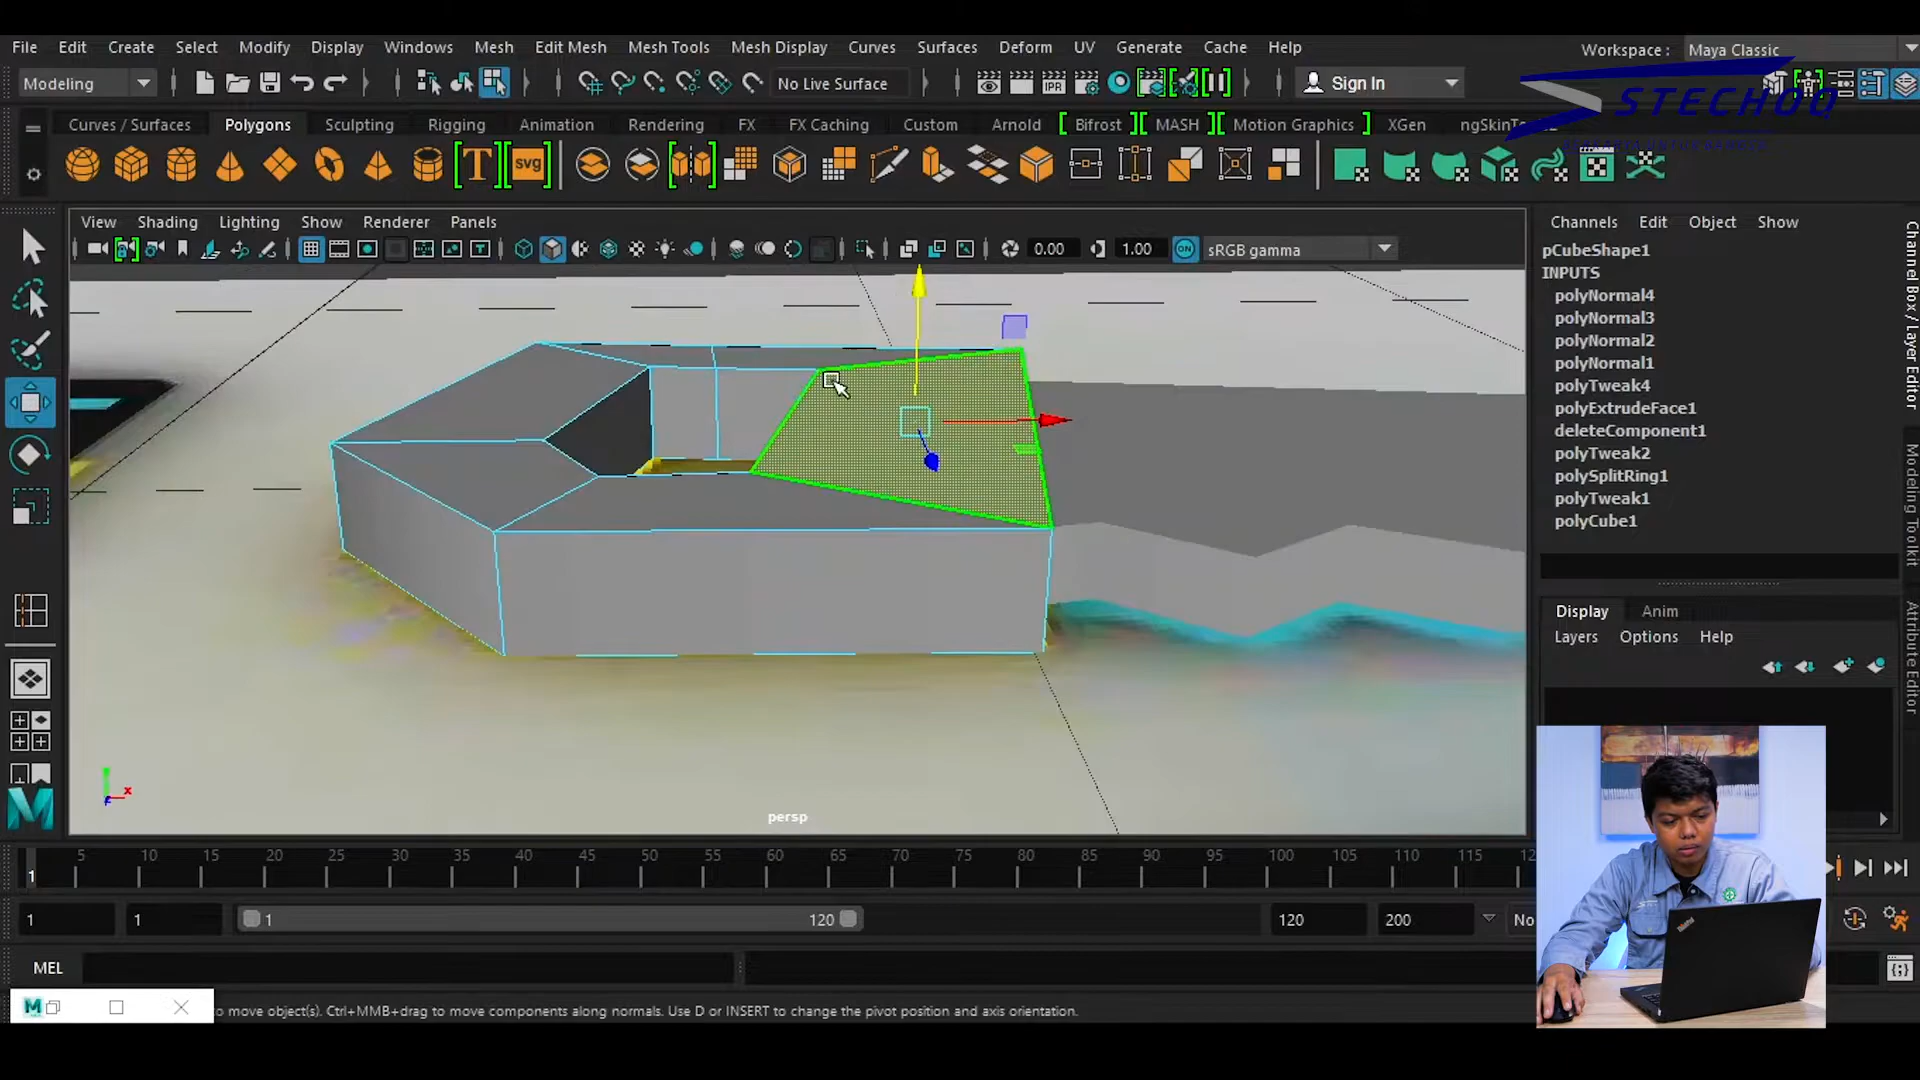 File Edit Create Select Modify Display Windows Mesh Edit Mesh Mesh Tools Mesh Display Curves Surfaces Deform UV Generate Cache Help Workspace : Maya Classic
Modeling No Live Surface IPR Sign In
STECHOQ
Curves / Surfaces Polygons Sculpting Rigging Animation Rendering FX FX Caching Custom Arnold Bifrost MASH Motion Graphics XGen
T svg
View Shading Lighting Show Renderer Panels
0.00 1.00 ON sRGB gamma
Channels Edit Object Show
pCubeShape1
INPUTS
polyNormal4
polyNormal3
polyNormal2
polyNormal1
polyTweak4
polyExtrudeFace1
deleteComponent1
polyTweak2
polySplitRing1
polyTweak1
polyCube1
Channel Box / Layer Editor
Modeling Toolkit
Attribute Editor
Display Anim
Layers Options Help
x
persp
5 10 15 20 25 30 35 40 45 50 55 60 65 70 75 80 85 90 95 100 105 110 115 12
1
1 1 1 120 120 200 No
MEL
M
o move object(s). Ctrl+MMB+drag to move components along normals. Use D or INSERT to change the pivot position and axis orientation.